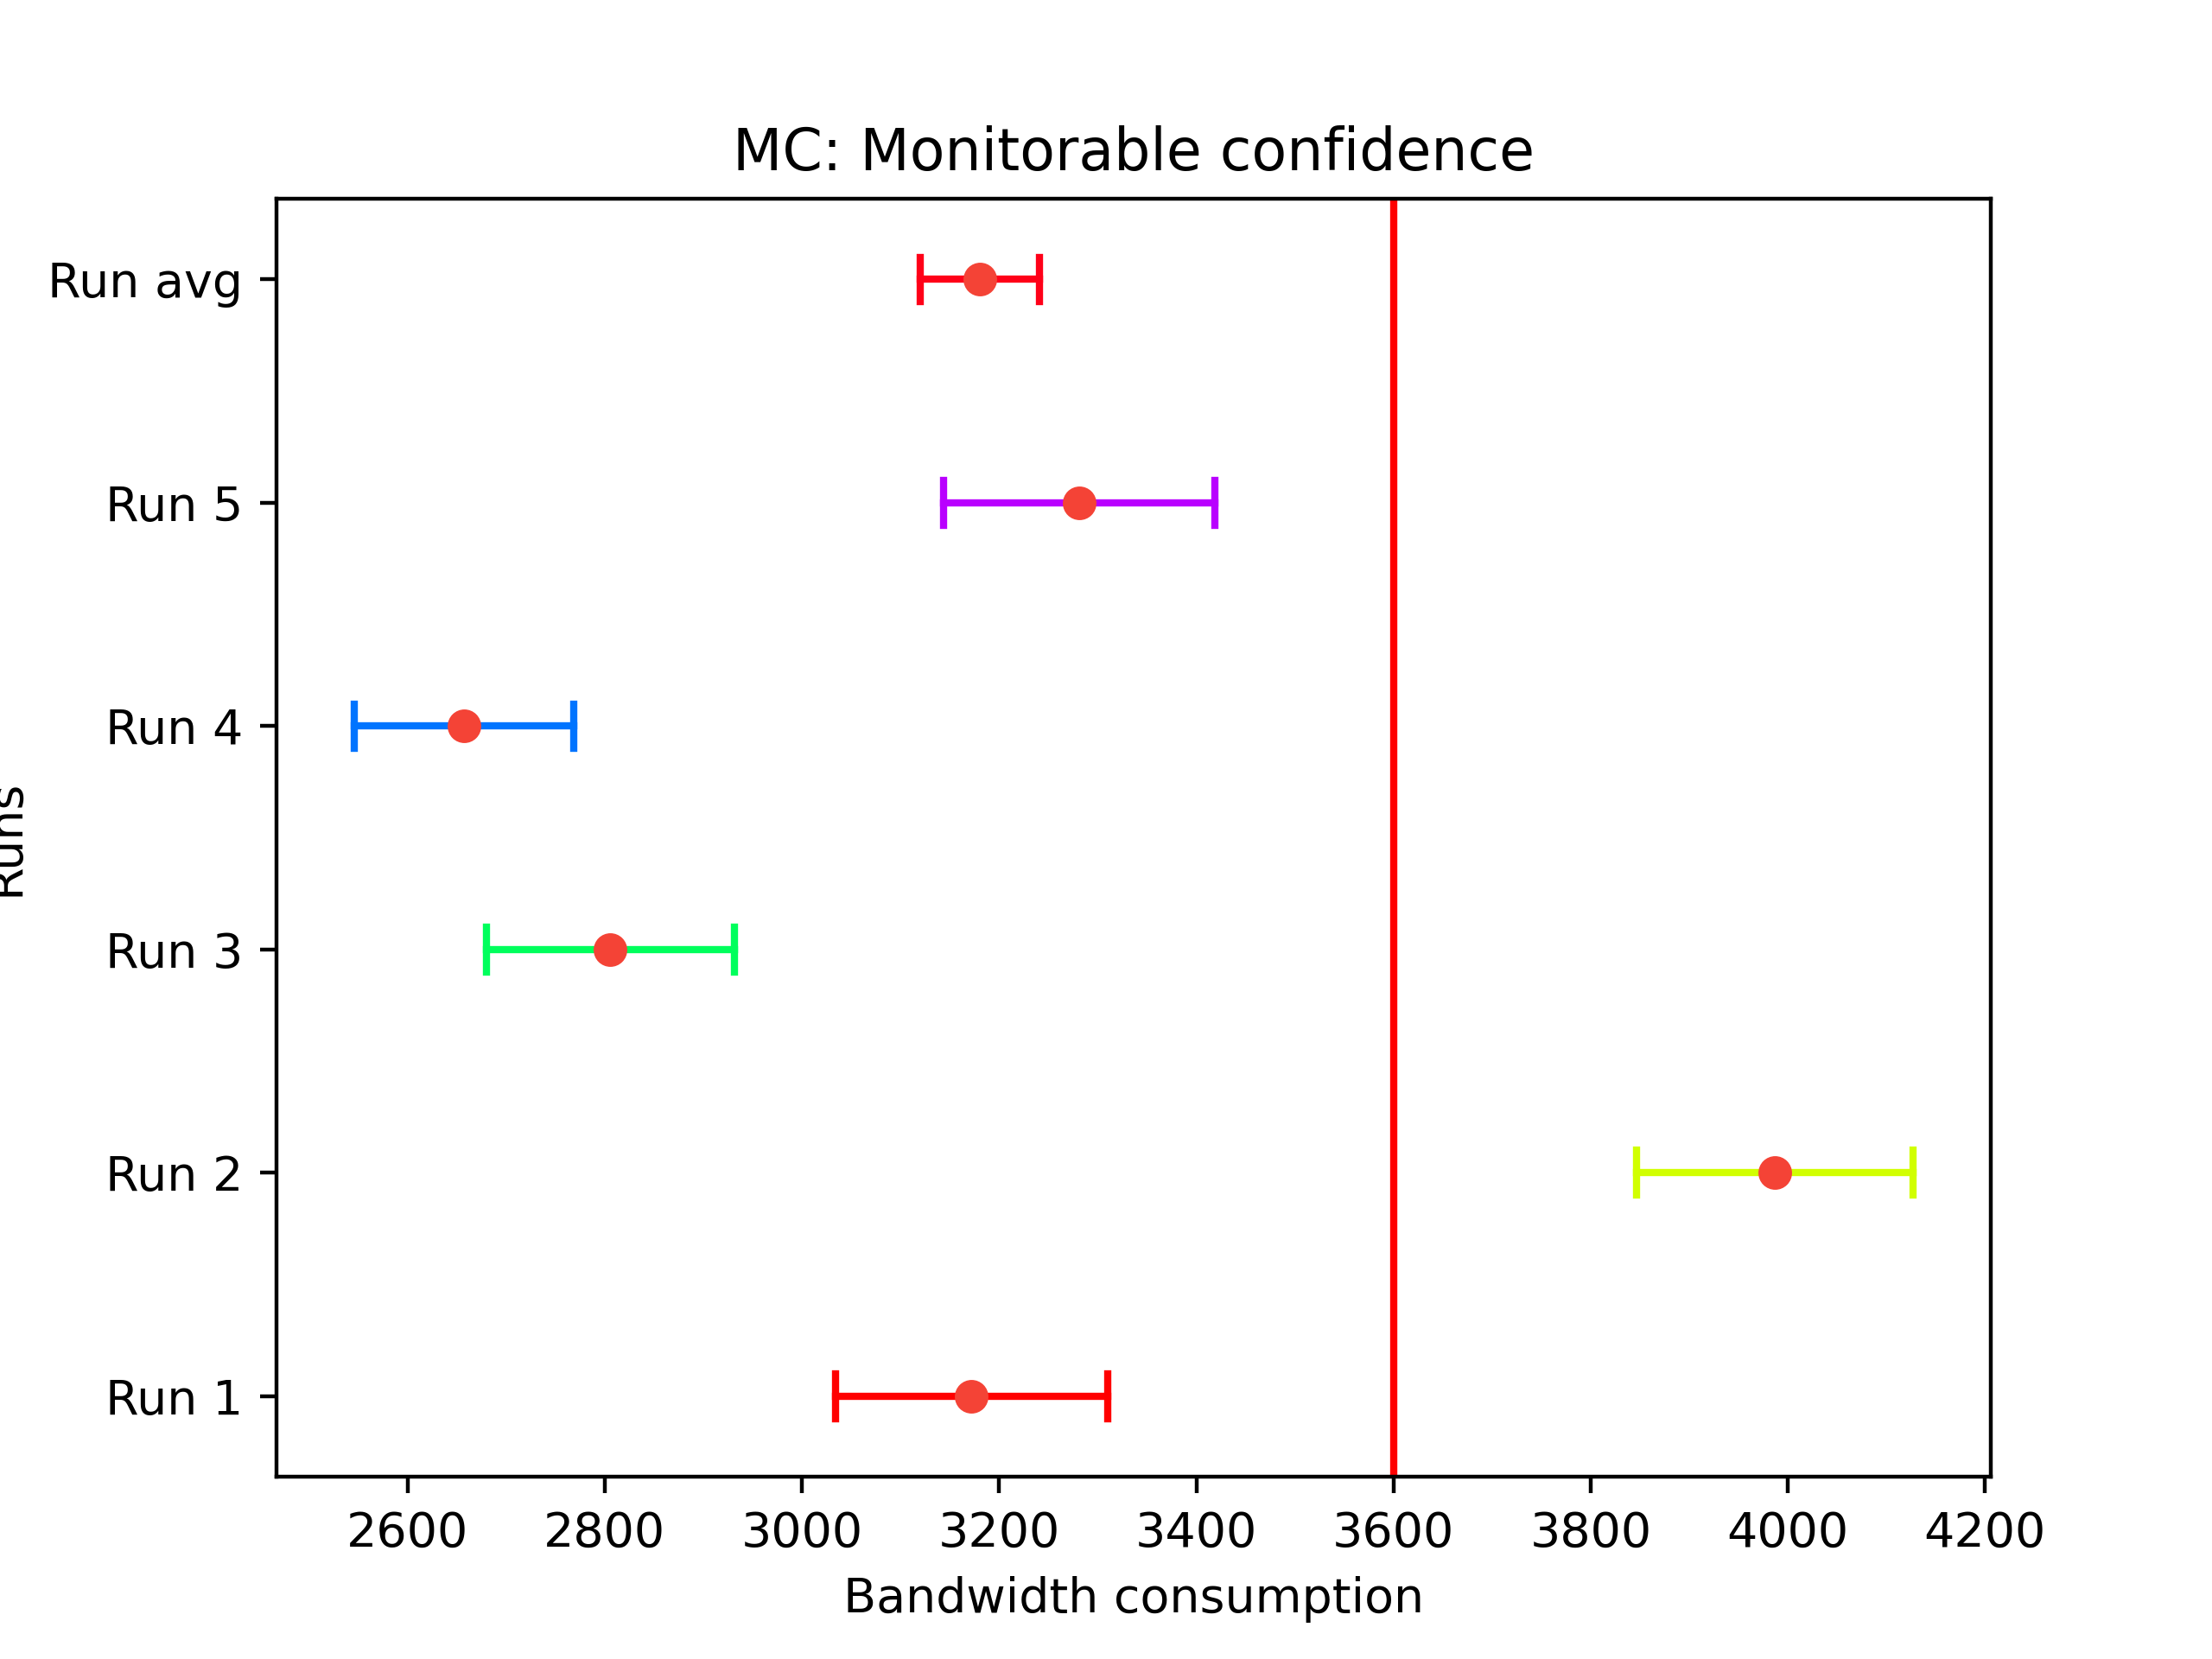 MC: Monitorable confidence
Run avg
Run 5
Run 4
Runs
Run 3
Run 2
Run 1
2600 2800 3000 3200 3400 3600 3800 4000 4200
Bandwidth consumption